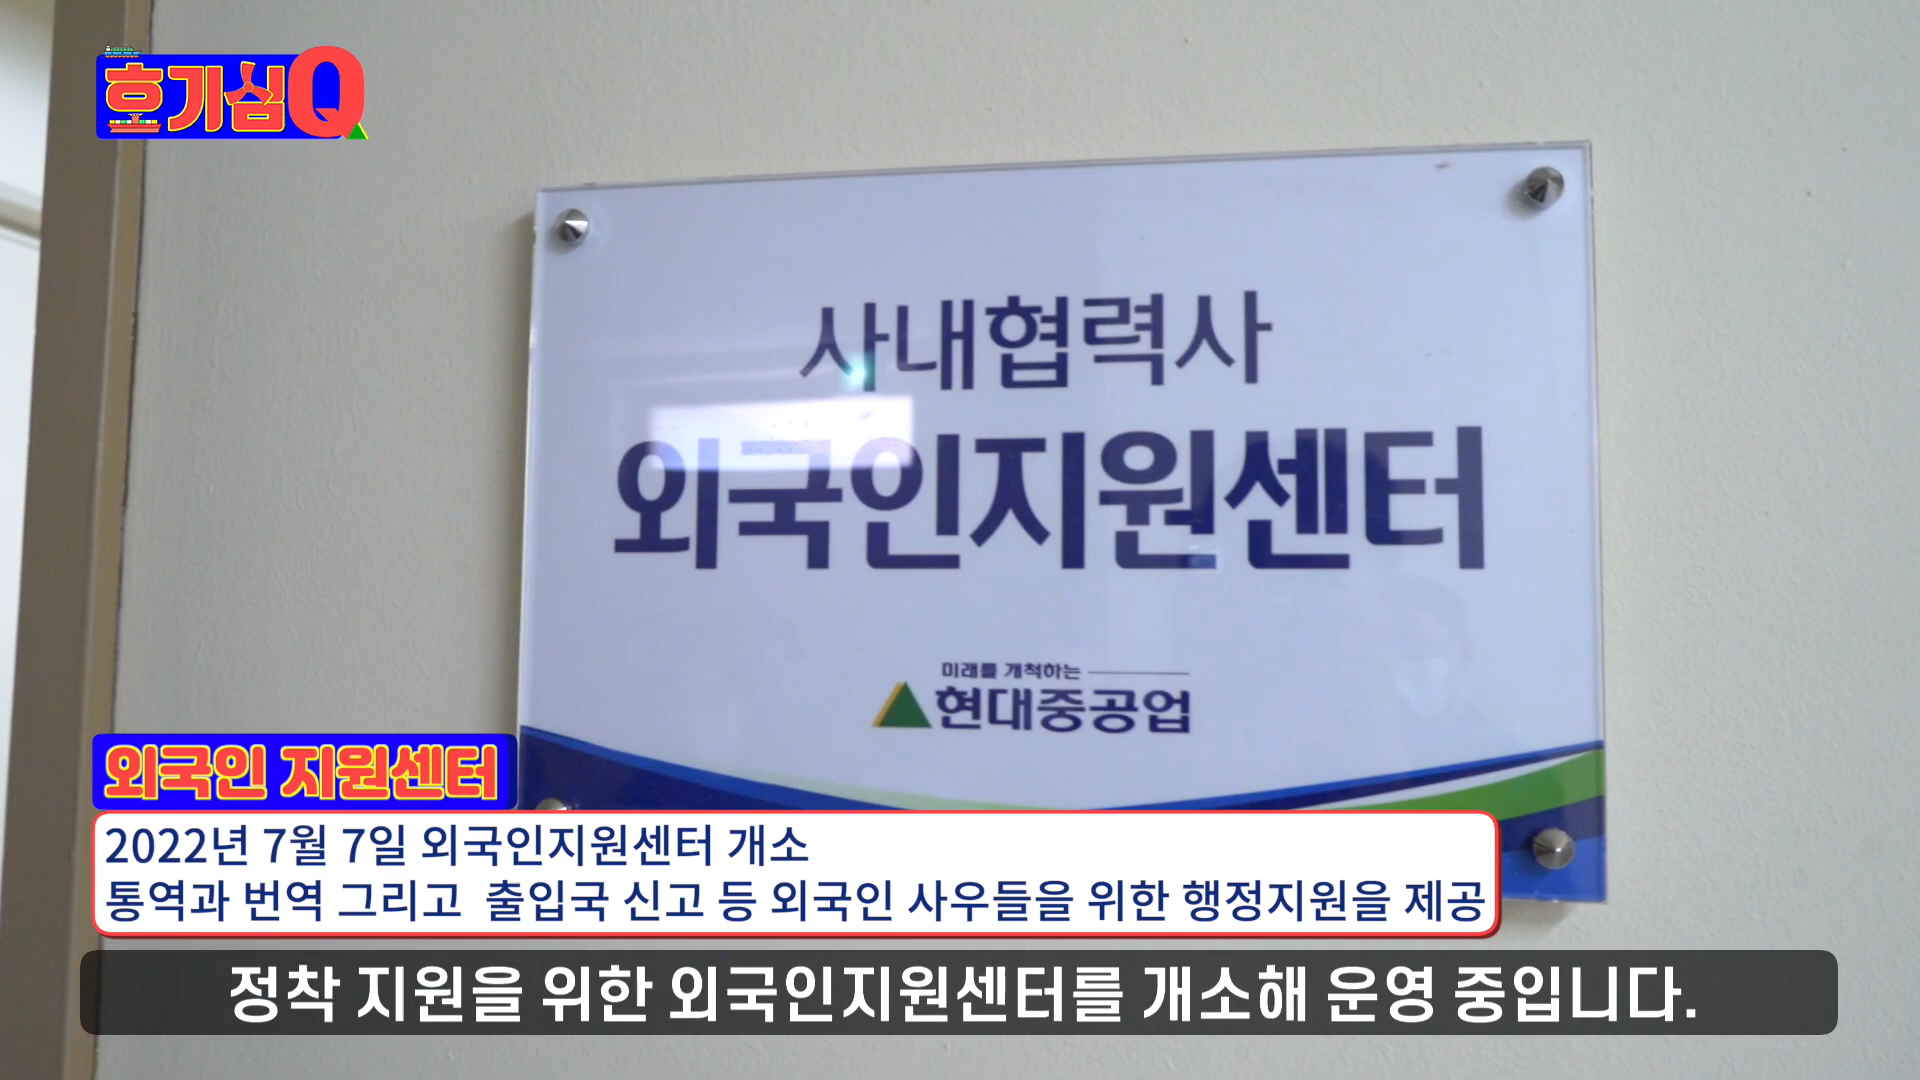 호기심Q
사내협력사
외국인지원센터
미래를 개척하는
현대중공업
외국인 지원센터
2022년 7월 7일 외국인지원센터 개소
통역과 번역 그리고 출입국 신고 등 외국인 사우들을 위한 행정지원을 제공
정착 지원을 위한 외국인지원센터를 개소해 운영 중입니다.